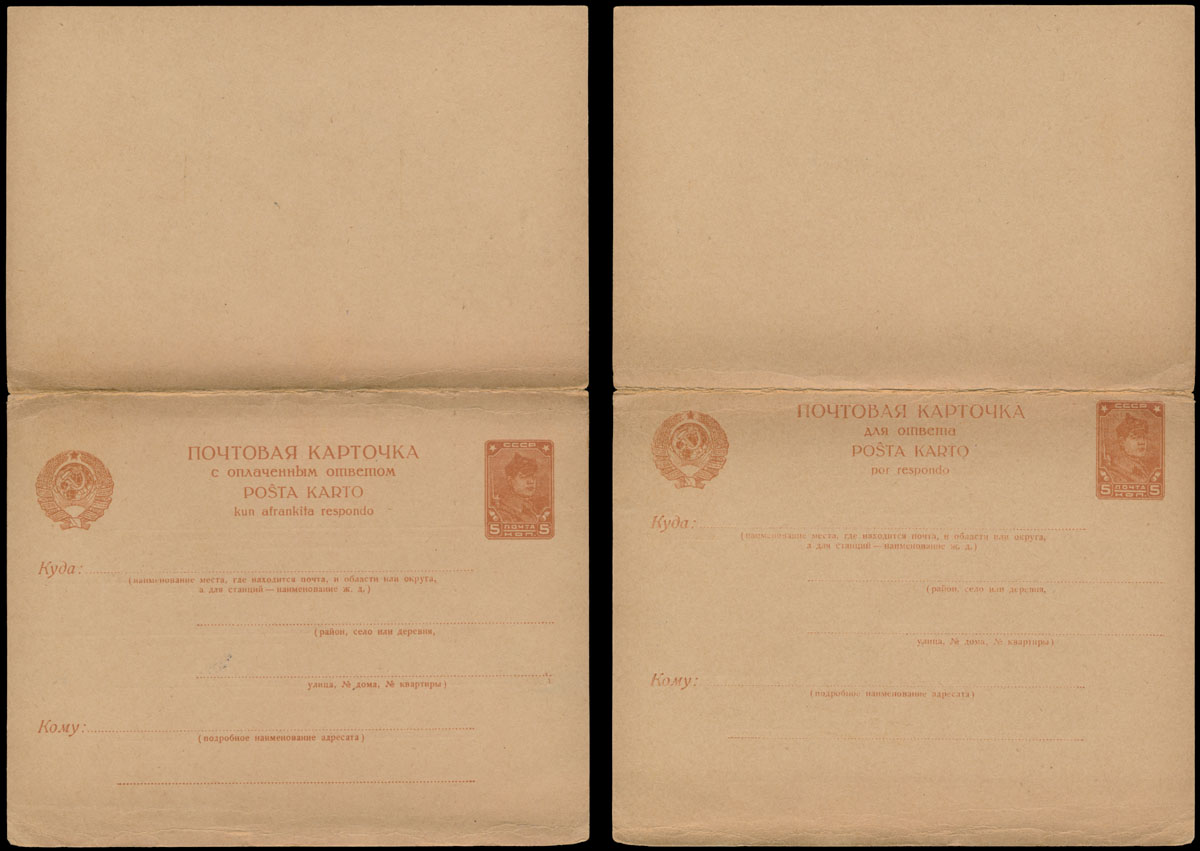 ПОЧТОВАЯ КАРТОЧКА
с оплаченным ответом
POŜTA KARTO
kun afrankita respondo
СССР
5 ПОЧТА 5
КОП.
Куда:
(наименование места, где находится почта, и области или округа,
а для станций — наименование ж. д.)
(район, село или деревня,
улица, № дома, № квартиры)
Кому:
(подробное наименование адресата)
ПОЧТОВАЯ КАРТОЧКА
для ответа
POŜTA KARTO
por respondo
СССР
5 ПОЧТА 5
КОП.
Куда:
(наименование места, где находится почта, и области или округа,
а для станций — наименование ж. д.)
(район, село или деревня,
улица, № дома, № квартиры)
Кому:
(подробное наименование адресата)